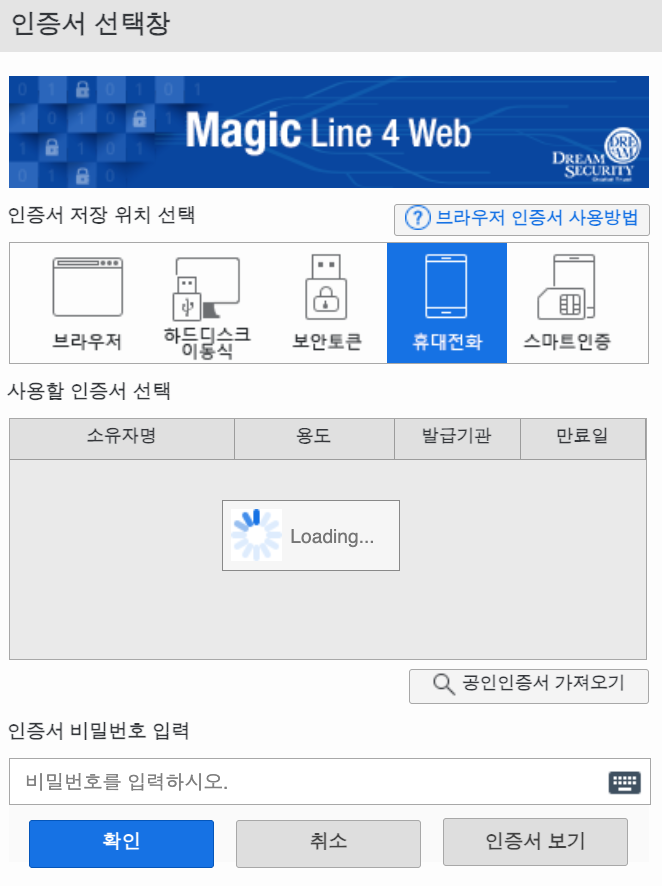 인증서 선택창
Magic Line 4 Web
DREAM
SECURITY
인증서 저장 위치 선택
? 브라우저 인증서 사용방법
브라우저
하드디스크
이동식
보안토큰
휴대전화
스마트인증
사용할 인증서 선택
소유자명
용도
발급기관
만료일
Loading...
공인인증서 가져오기
인증서 비밀번호 입력
비밀번호를 입력하시오.
확인
취소
인증서 보기